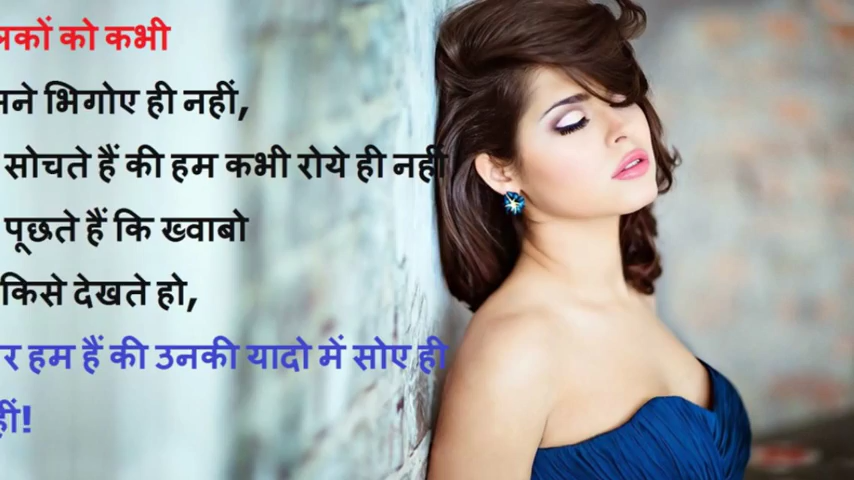 को कभी
भिगोए ही नहीं,
सोचते हैं की हम कभी रोये ही नहीं
पूछते हैं कि ख्वाबो
किसे देखते हो,
हम हैं की उनकी यादो में सोए ही